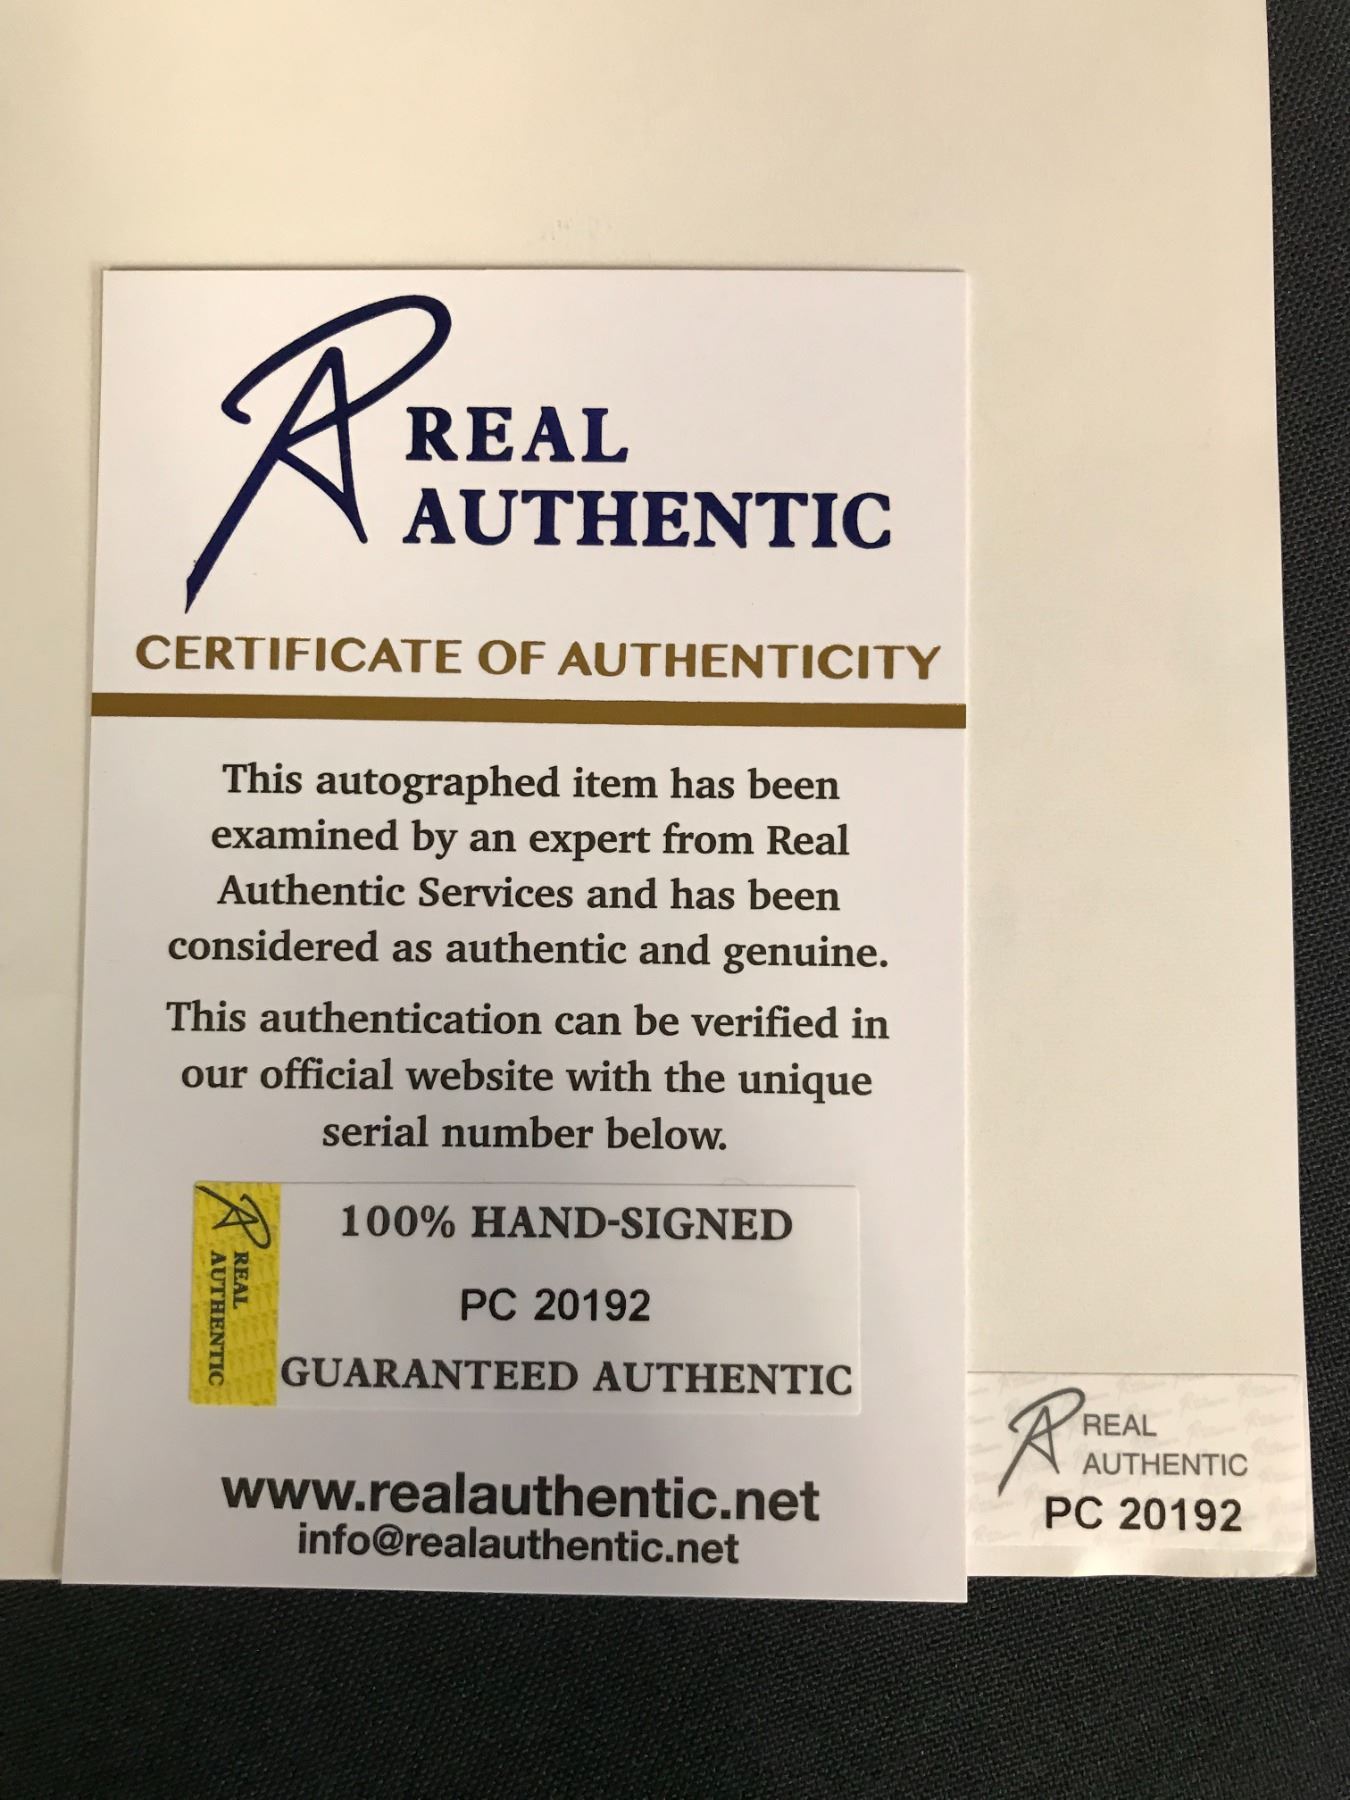 RA REAL
AUTHENTIC
CERTIFICATE OF AUTHENTICITY
This autographed item has been
examined by an expert from Real
Authentic Services and has been
considered as authentic and genuine.
This authentication can be verified in
our official website with the unique
serial number below.
RA REAL
AUTHENTIC
100% HAND-SIGNED
PC 20192
GUARANTEED AUTHENTIC
www.realauthentic.net
info@realauthentic.net
RA REAL
AUTHENTIC
PC 20192